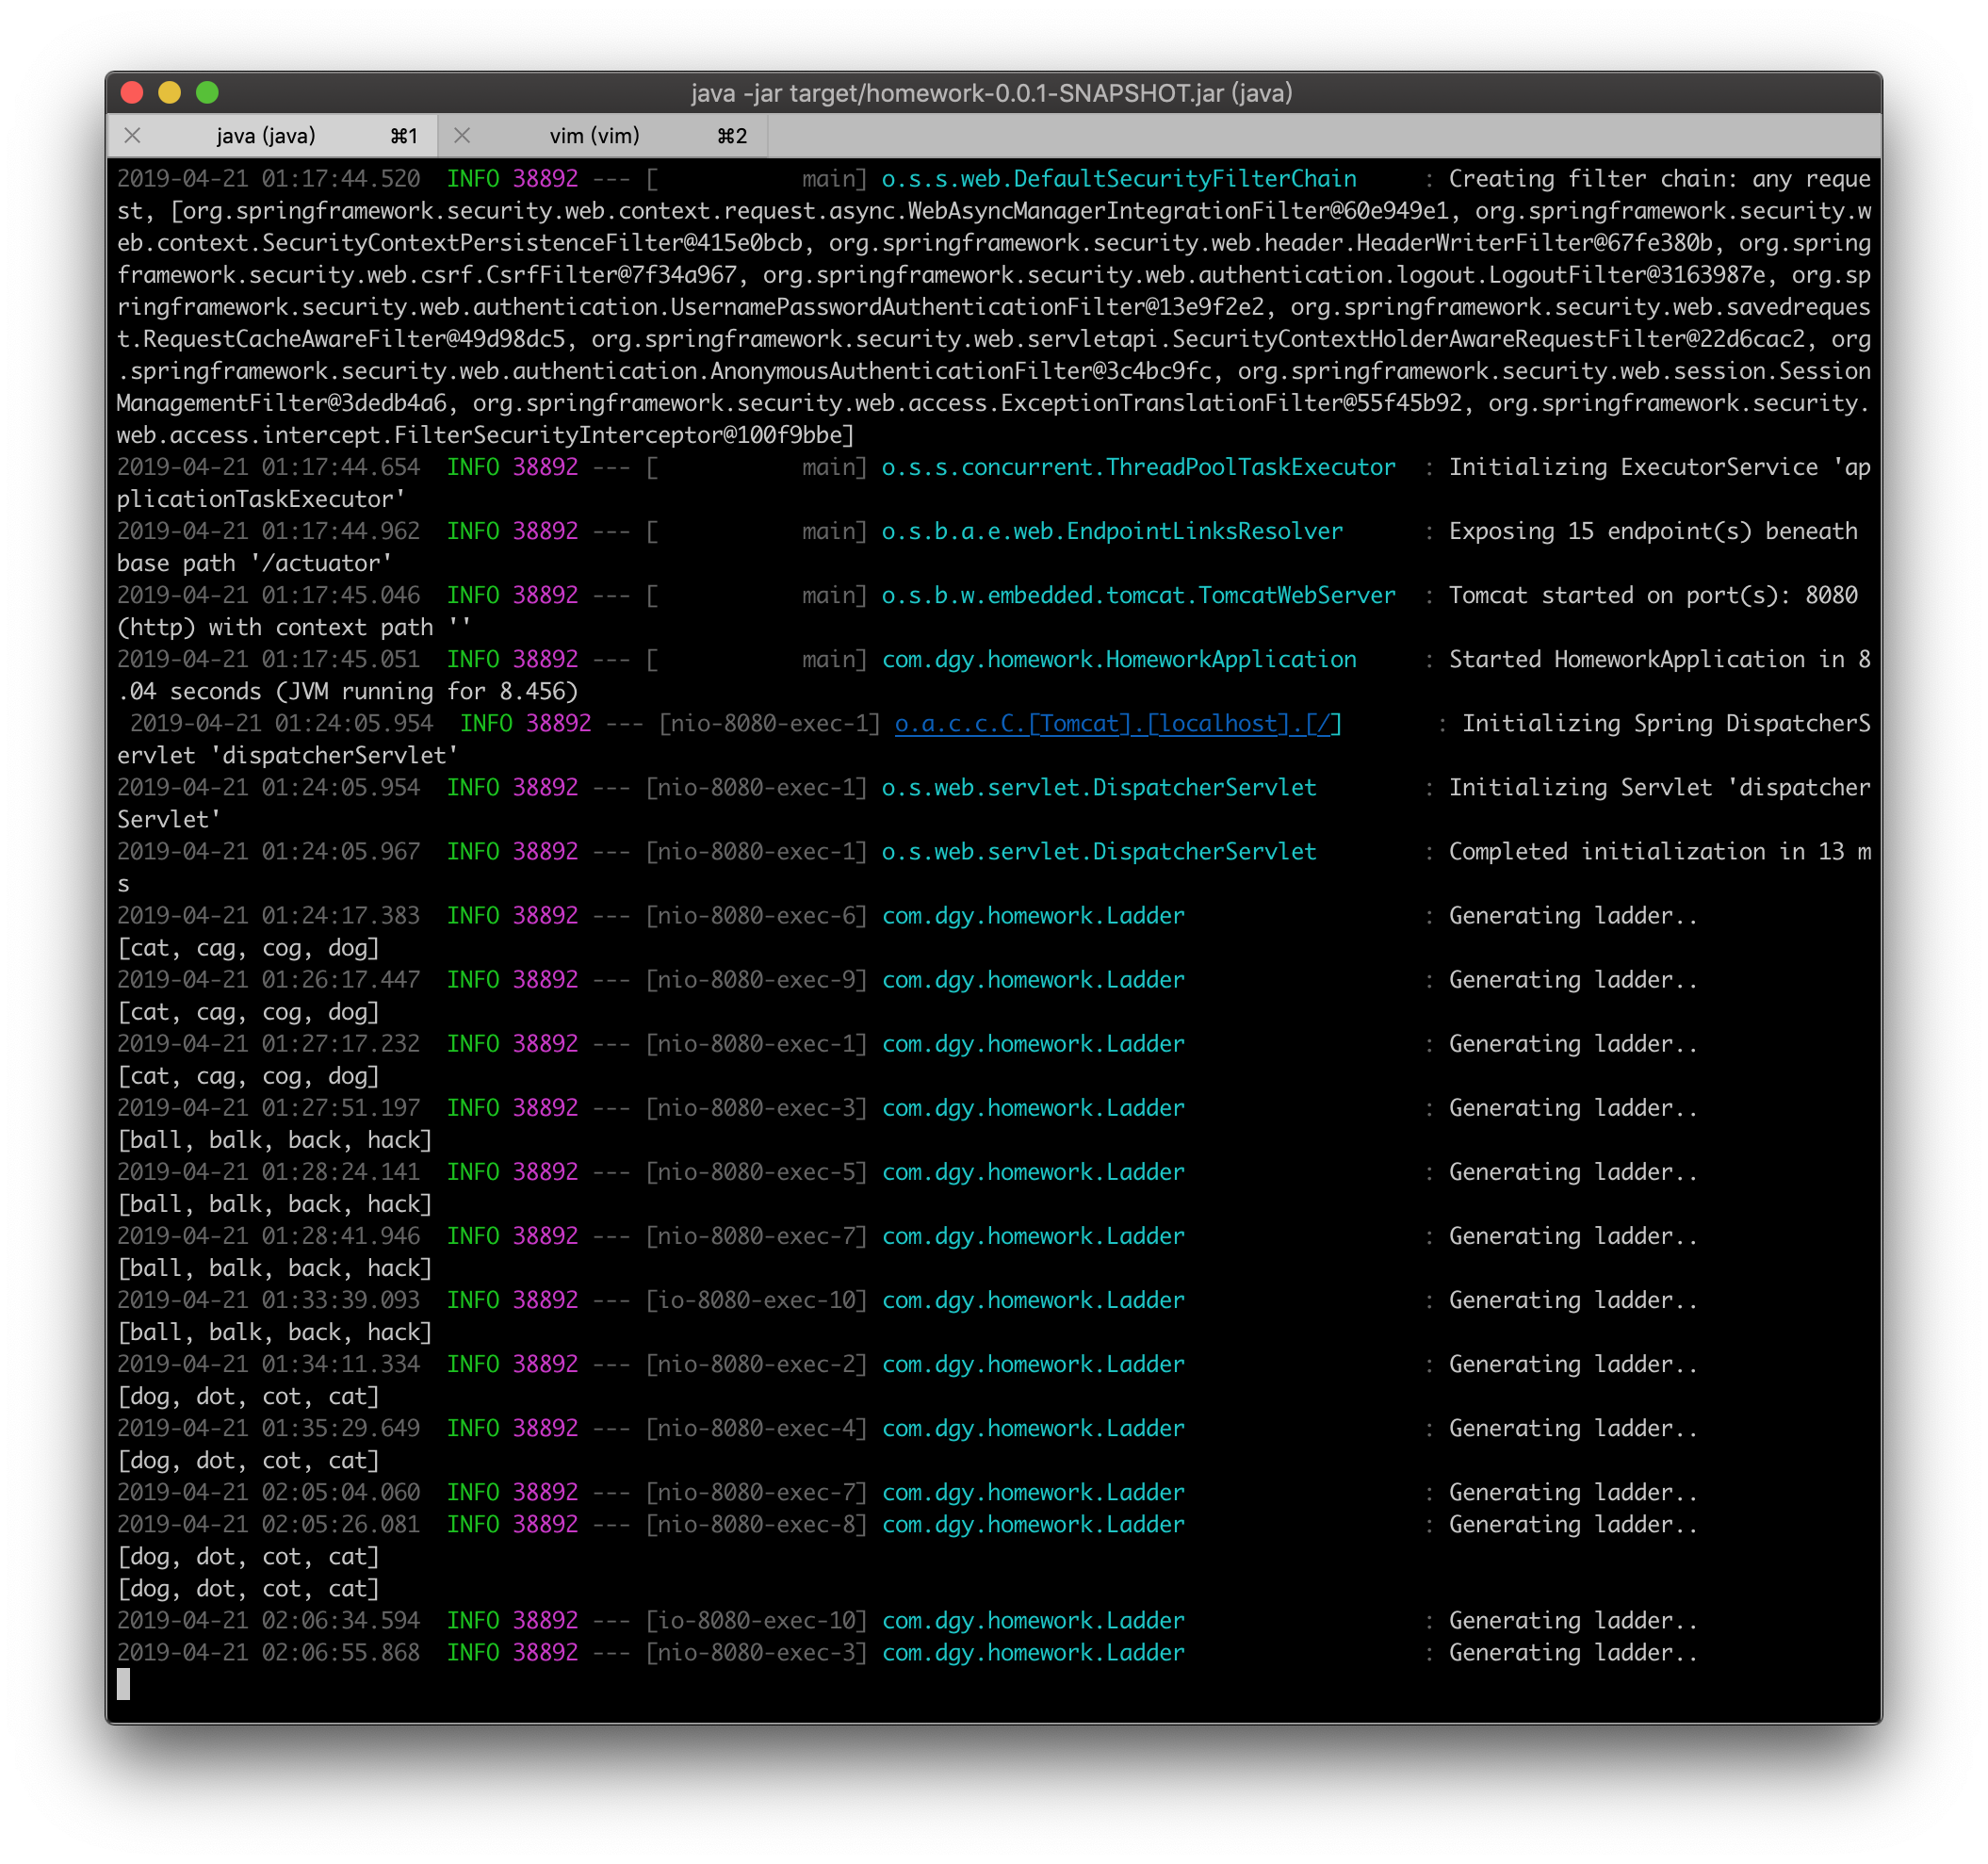 java -jar target/homework-0.0.1-SNAPSHOT.jar (java)
java (java) ⌘1 vim (vim) ⌘2
2019-04-21 01:17:44.520  INFO 38892 --- [           main] o.s.s.web.DefaultSecurityFilterChain     : Creating filter chain: any reque
st, [org.springframework.security.web.context.request.async.WebAsyncManagerIntegrationFilter@60e949e1, org.springframework.security.w
eb.context.SecurityContextPersistenceFilter@415e0bcb, org.springframework.security.web.header.HeaderWriterFilter@67fe380b, org.spring
framework.security.web.csrf.CsrfFilter@7f34a967, org.springframework.security.web.authentication.logout.LogoutFilter@3163987e, org.sp
ringframework.security.web.authentication.UsernamePasswordAuthenticationFilter@13e9f2e2, org.springframework.security.web.savedreques
t.RequestCacheAwareFilter@49d98dc5, org.springframework.security.web.servletapi.SecurityContextHolderAwareRequestFilter@22d6cac2, org
.springframework.security.web.authentication.AnonymousAuthenticationFilter@3c4bc9fc, org.springframework.security.web.session.Session
ManagementFilter@3dedb4a6, org.springframework.security.web.access.ExceptionTranslationFilter@55f45b92, org.springframework.security.
web.access.intercept.FilterSecurityInterceptor@100f9bbe]
2019-04-21 01:17:44.654  INFO 38892 --- [           main] o.s.s.concurrent.ThreadPoolTaskExecutor  : Initializing ExecutorService 'ap
plicationTaskExecutor'
2019-04-21 01:17:44.962  INFO 38892 --- [           main] o.s.b.a.e.web.EndpointLinksResolver      : Exposing 15 endpoint(s) beneath
base path '/actuator'
2019-04-21 01:17:45.046  INFO 38892 --- [           main] o.s.b.w.embedded.tomcat.TomcatWebServer  : Tomcat started on port(s): 8080
(http) with context path ''
2019-04-21 01:17:45.051  INFO 38892 --- [           main] com.dgy.homework.HomeworkApplication     : Started HomeworkApplication in 8
.04 seconds (JVM running for 8.456)
2019-04-21 01:24:05.954  INFO 38892 --- [nio-8080-exec-1] o.a.c.c.C.[Tomcat].[localhost].[/]       : Initializing Spring DispatcherS
ervlet 'dispatcherServlet'
2019-04-21 01:24:05.954  INFO 38892 --- [nio-8080-exec-1] o.s.web.servlet.DispatcherServlet        : Initializing Servlet 'dispatcher
Servlet'
2019-04-21 01:24:05.967  INFO 38892 --- [nio-8080-exec-1] o.s.web.servlet.DispatcherServlet        : Completed initialization in 13 m
s
2019-04-21 01:24:17.383  INFO 38892 --- [nio-8080-exec-6] com.dgy.homework.Ladder                  : Generating ladder..
[cat, cag, cog, dog]
2019-04-21 01:26:17.447  INFO 38892 --- [nio-8080-exec-9] com.dgy.homework.Ladder                  : Generating ladder..
[cat, cag, cog, dog]
2019-04-21 01:27:17.232  INFO 38892 --- [nio-8080-exec-1] com.dgy.homework.Ladder                  : Generating ladder..
[cat, cag, cog, dog]
2019-04-21 01:27:51.197  INFO 38892 --- [nio-8080-exec-3] com.dgy.homework.Ladder                  : Generating ladder..
[ball, balk, back, hack]
2019-04-21 01:28:24.141  INFO 38892 --- [nio-8080-exec-5] com.dgy.homework.Ladder                  : Generating ladder..
[ball, balk, back, hack]
2019-04-21 01:28:41.946  INFO 38892 --- [nio-8080-exec-7] com.dgy.homework.Ladder                  : Generating ladder..
[ball, balk, back, hack]
2019-04-21 01:33:39.093  INFO 38892 --- [io-8080-exec-10] com.dgy.homework.Ladder                  : Generating ladder..
[ball, balk, back, hack]
2019-04-21 01:34:11.334  INFO 38892 --- [nio-8080-exec-2] com.dgy.homework.Ladder                  : Generating ladder..
[dog, dot, cot, cat]
2019-04-21 01:35:29.649  INFO 38892 --- [nio-8080-exec-4] com.dgy.homework.Ladder                  : Generating ladder..
[dog, dot, cot, cat]
2019-04-21 02:05:04.060  INFO 38892 --- [nio-8080-exec-7] com.dgy.homework.Ladder                  : Generating ladder..
2019-04-21 02:05:26.081  INFO 38892 --- [nio-8080-exec-8] com.dgy.homework.Ladder                  : Generating ladder..
[dog, dot, cot, cat]
[dog, dot, cot, cat]
2019-04-21 02:06:34.594  INFO 38892 --- [io-8080-exec-10] com.dgy.homework.Ladder                  : Generating ladder..
2019-04-21 02:06:55.868  INFO 38892 --- [nio-8080-exec-3] com.dgy.homework.Ladder                  : Generating ladder..